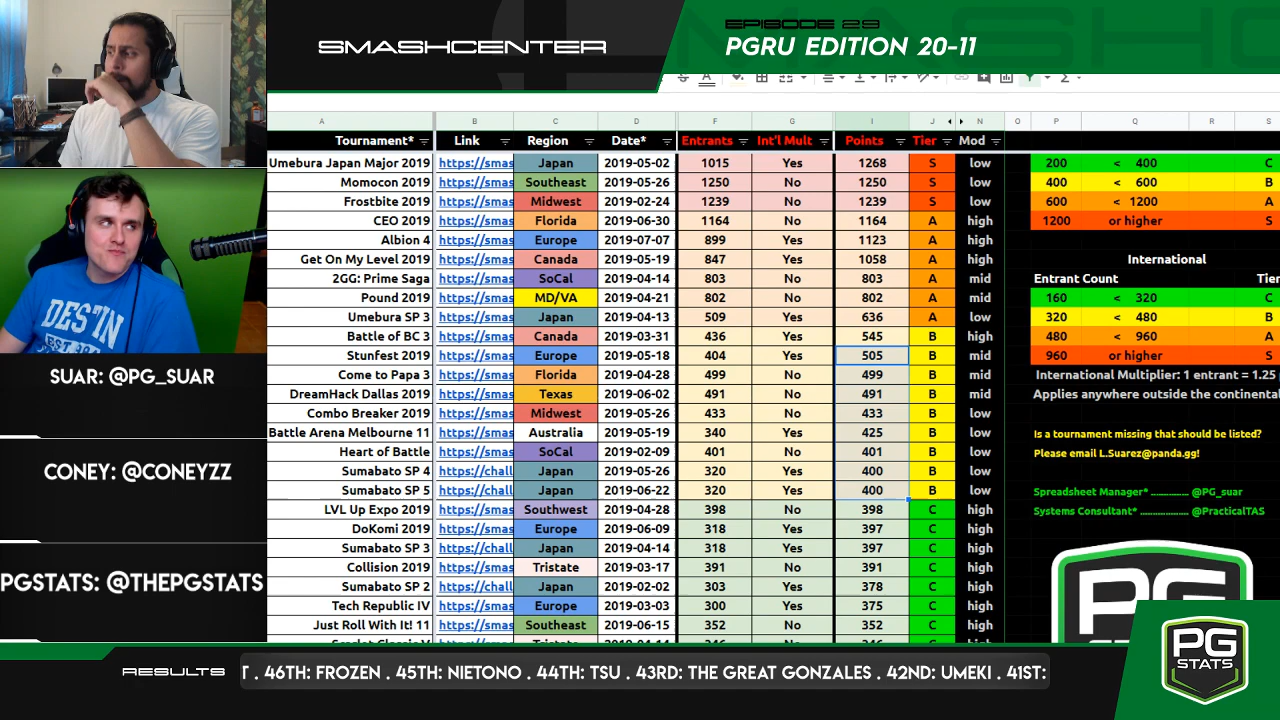 SMASHCENTER
EPISODE 29
PGRU EDITION 20-11
A B C D F G I J N O P Q R S
Tournament* Link Region Date* Entrants Int'l Mult Points Tier Mod
Umebura Japan Major 2019 https://smas Japan 2019-05-02 1015 Yes 1268 S low
Momocon 2019 https://smas Southeast 2019-05-26 1250 No 1250 S low
Frostbite 2019 https://smas Midwest 2019-02-24 1239 No 1239 S low
CEO 2019 https://smas Florida 2019-06-30 1164 No 1164 A high
Albion 4 https://smas Europe 2019-07-07 899 Yes 1123 A high
Get On My Level 2019 https://smas Canada 2019-05-19 847 Yes 1058 A high
2GG: Prime Saga https://smas SoCal 2019-04-14 803 No 803 A mid
Pound 2019 https://smas MD/VA 2019-04-21 802 No 802 A mid
Umebura SP 3 https://smas Japan 2019-04-13 509 Yes 636 A low
Battle of BC 3 https://smas Canada 2019-03-31 436 Yes 545 B high
Stunfest 2019 https://smas Europe 2019-05-18 404 Yes 505 B mid
Come to Papa 3 https://smas Florida 2019-04-28 499 No 499 B mid
DreamHack Dallas 2019 https://smas Texas 2019-06-02 491 No 491 B mid
Combo Breaker 2019 https://smas Midwest 2019-05-26 433 No 433 B low
Battle Arena Melbourne 11 https://smas Australia 2019-05-19 340 Yes 425 B low
Heart of Battle https://smas SoCal 2019-02-09 401 No 401 B low
Sumabato SP 4 https://chall Japan 2019-05-26 320 Yes 400 B low
Sumabato SP 5 https://chall Japan 2019-06-22 320 Yes 400 B low
LVL Up Expo 2019 https://smas Southwest 2019-04-28 398 No 398 C high
DoKomi 2019 https://smas Europe 2019-06-09 318 Yes 397 C high
Sumabato SP 3 https://chall Japan 2019-04-14 318 Yes 397 C high
Collision 2019 https://smas Tristate 2019-03-17 391 No 391 C high
Sumabato SP 2 https://chall Japan 2019-02-02 303 Yes 378 C high
Tech Republic IV https://smas Europe 2019-03-03 300 Yes 375 C high
Just Roll With It! 11 https://smas Southeast 2019-06-15 352 No 352 C high
200 < 400 C
400 < 600 B
600 < 1200 A
1200 or higher S
International
Entrant Count Tier
160 < 320 C
320 < 480 B
480 < 960 A
960 or higher S
International Multiplier: 1 entrant = 1.25
Applies anywhere outside the continental
Is a tournament missing that should be listed?
Please email L.Suarez@panda.gg!
Spreadsheet Manager* .............. @PG_suar
Systems Consultant* ....................... @PracticalTAS
PG
PG
STATS
SUAR: @PG_SUAR
CONEY: @CONEYZZ
PGSTATS: @THEPGSTATS
RESULTS
T . 46TH: FROZEN . 45TH: NIETONO . 44TH: TSU . 43RD: THE GREAT GONZALES . 42ND: UMEKI . 41ST: